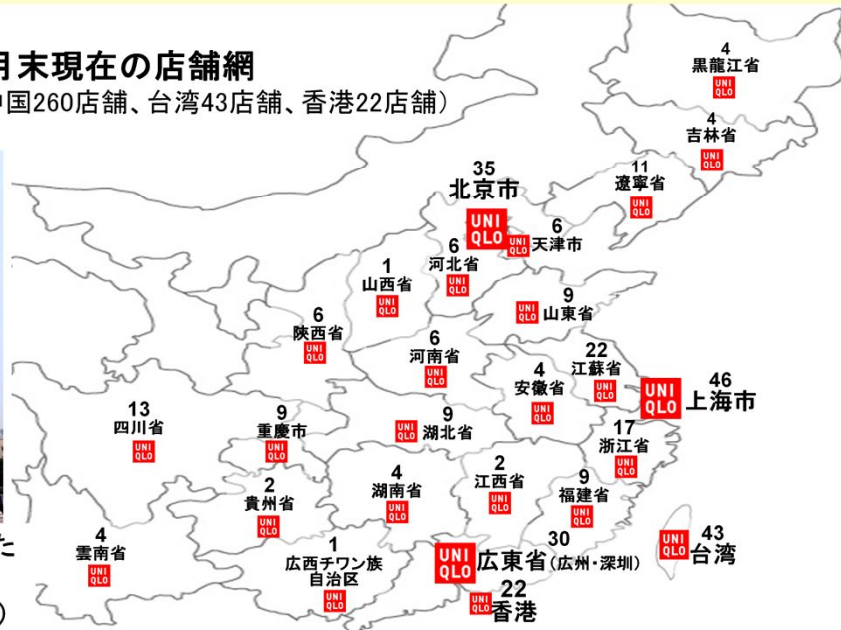 月末現在の店舗網
中国260店舗、台湾43店舗、香港22店舗)
4
黒龍江省
UNI
QLO
4
吉林省
UNI
QLO
11
遼寧省
UNI
QLO
35
北京市
UNI
QLO
6
天津市
UNI
QLO
6
河北省
UNI
QLO
1
山西省
UNI
QLO
9
山東省
UNI
QLO
6
陝西省
UNI
QLO
6
河南省
UNI
QLO
4
安徽省
UNI
QLO
22
江蘇省
UNI
QLO
46
上海市
UNI
QLO
13
四川省
UNI
QLO
9
重慶市
UNI
QLO
9
湖北省
UNI
QLO
17
浙江省
UNI
QLO
2
貴州省
UNI
QLO
4
湖南省
UNI
QLO
2
江西省
UNI
QLO
9
福建省
UNI
QLO
た
4
雲南省
UNI
QLO
1
広西チワン族
自治区
UNI
QLO
30
広東省(広州・深圳)
UNI
QLO
43
台湾
UNI
QLO
22
香港
UNI
QLO
)